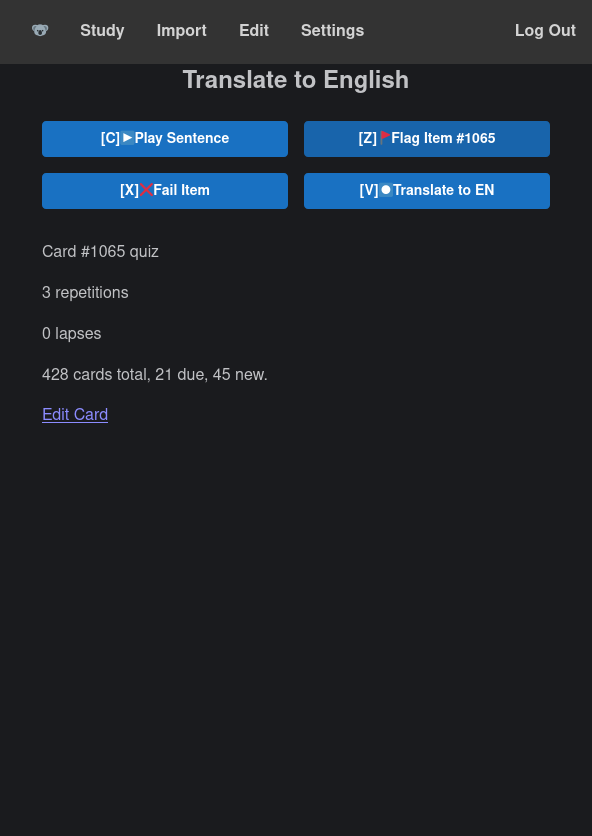 Study Import Edit Settings Log Out
Translate to English
[C]▶Play Sentence [Z]🚩Flag Item #1065
[X]❌Fail Item [V]⏺Translate to EN
Card #1065 quiz
3 repetitions
0 lapses
428 cards total, 21 due, 45 new.
Edit Card